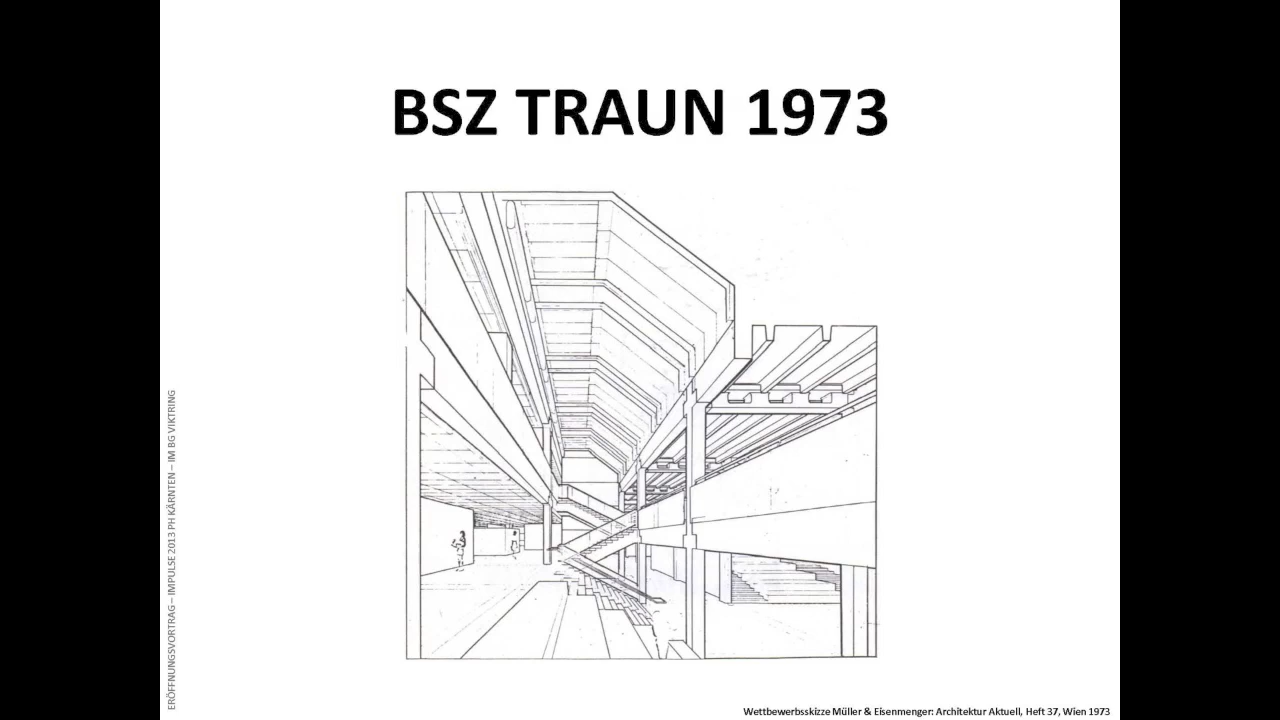 BSZ TRAUN 1973
ERÖFFNUNGSVORTRAG – IMPULSE 2013 PH KÄRNTEN – IM BG VIKTRING
Wettbewerbsskizze Müller & Eisenmenger: Architektur Aktuell, Heft 37, Wien 1973